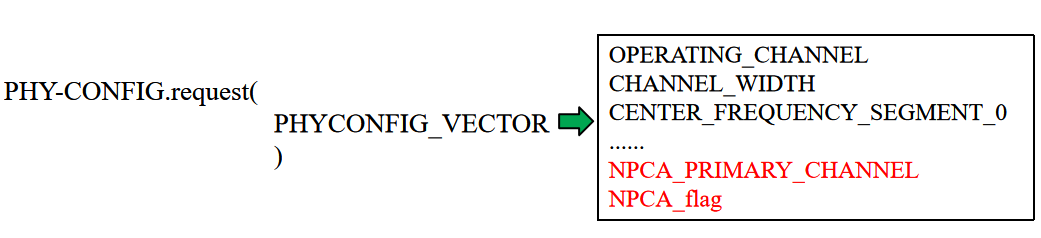 PHY-CONFIG.request(
PHYCONFIG_VECTOR
)
OPERATING_CHANNEL
CHANNEL_WIDTH
CENTER_FREQUENCY_SEGMENT_0
......
NPCA_PRIMARY_CHANNEL
NPCA_flag